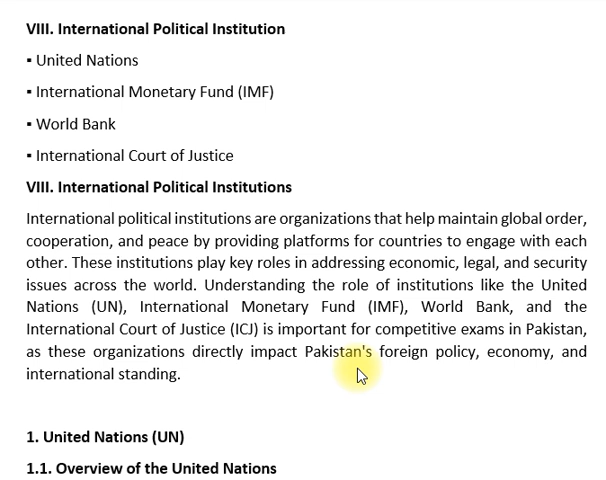 VIII. International Political Institution
▪ United Nations
▪ International Monetary Fund (IMF)
▪ World Bank
▪ International Court of Justice
VIII. International Political Institutions
International political institutions are organizations that help maintain global order,
cooperation, and peace by providing platforms for countries to engage with each
other. These institutions play key roles in addressing economic, legal, and security
issues across the world. Understanding the role of institutions like the United
Nations (UN), International Monetary Fund (IMF), World Bank, and the
International Court of Justice (ICJ) is important for competitive exams in Pakistan,
as these organizations directly impact Pakistan's foreign policy, economy, and
international standing.
1. United Nations (UN)
1.1. Overview of the United Nations